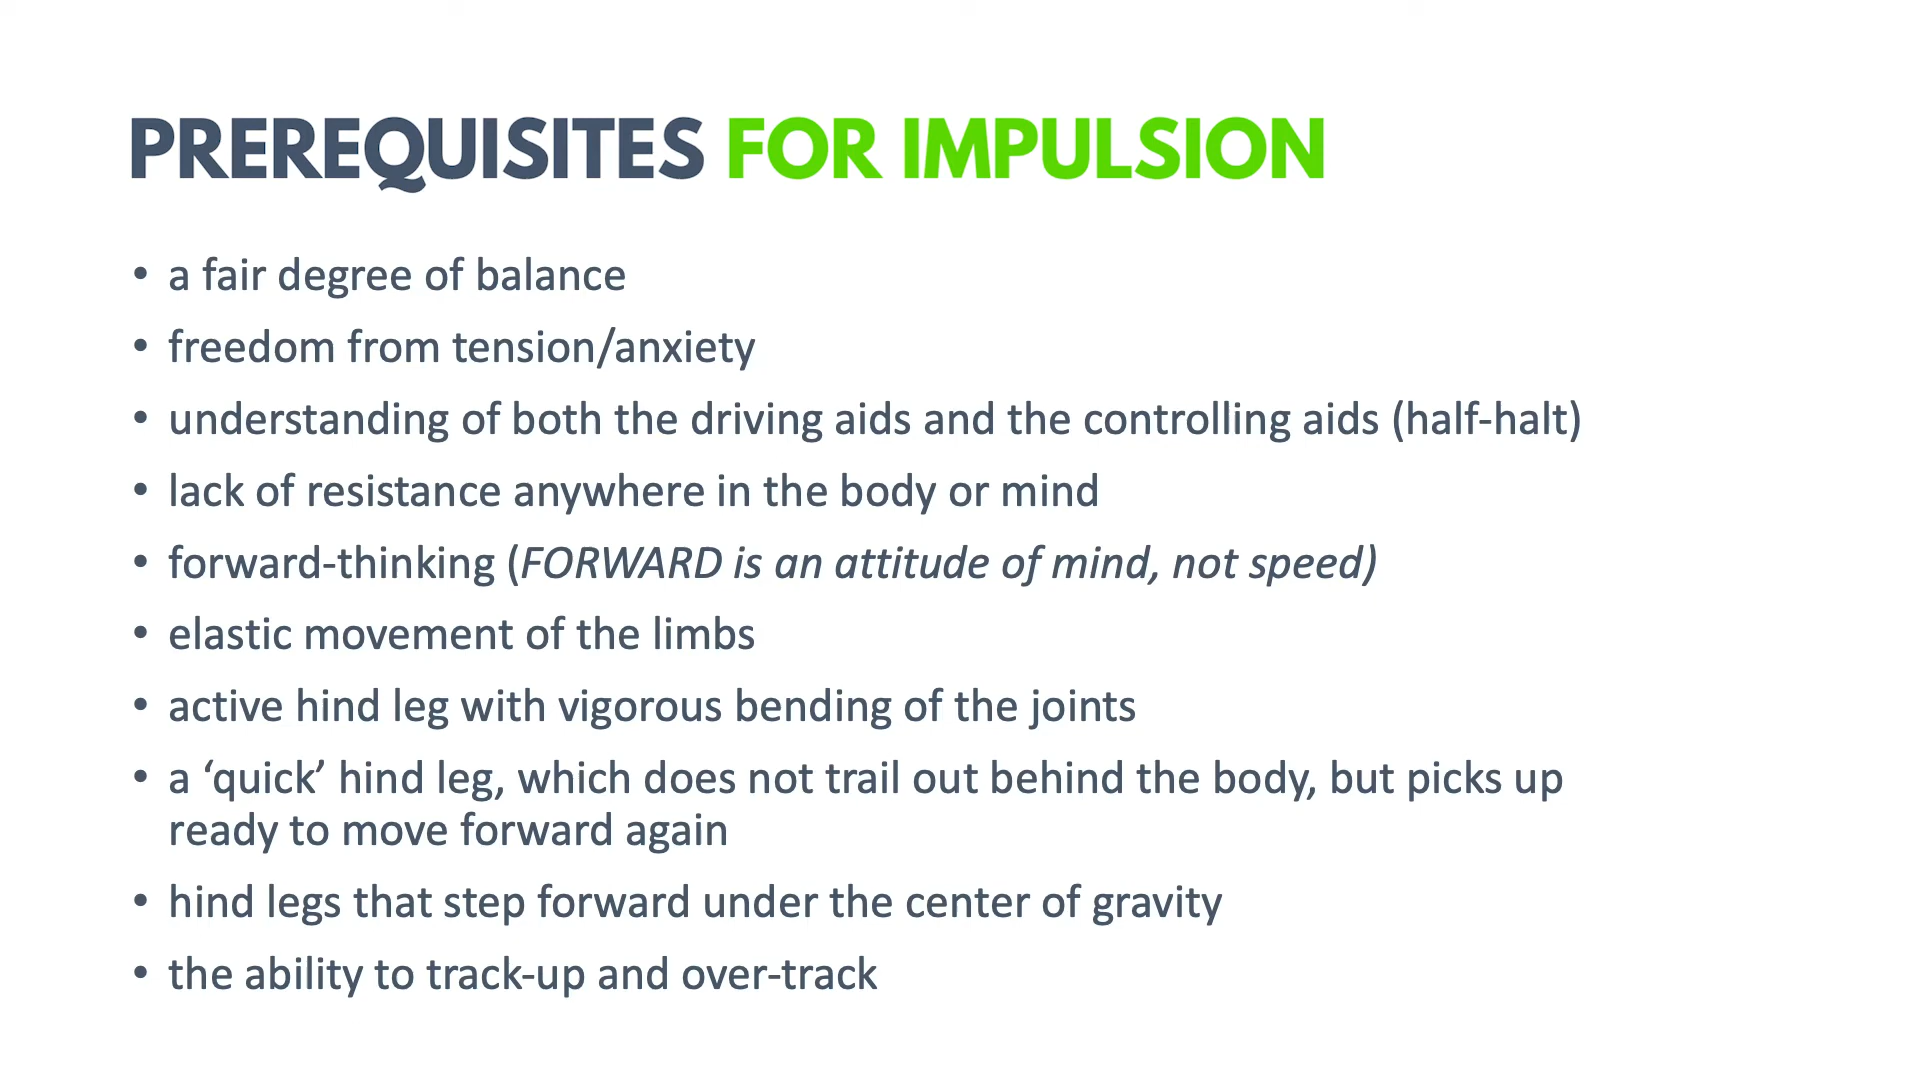 PREREQUISITES FOR IMPULSION
• a fair degree of balance
• freedom from tension/anxiety
• understanding of both the driving aids and the controlling aids (half-halt)
• lack of resistance anywhere in the body or mind
• forward-thinking (FORWARD is an attitude of mind, not speed)
• elastic movement of the limbs
• active hind leg with vigorous bending of the joints
• a ‘quick’ hind leg, which does not trail out behind the body, but picks up
ready to move forward again
• hind legs that step forward under the center of gravity
• the ability to track-up and over-track